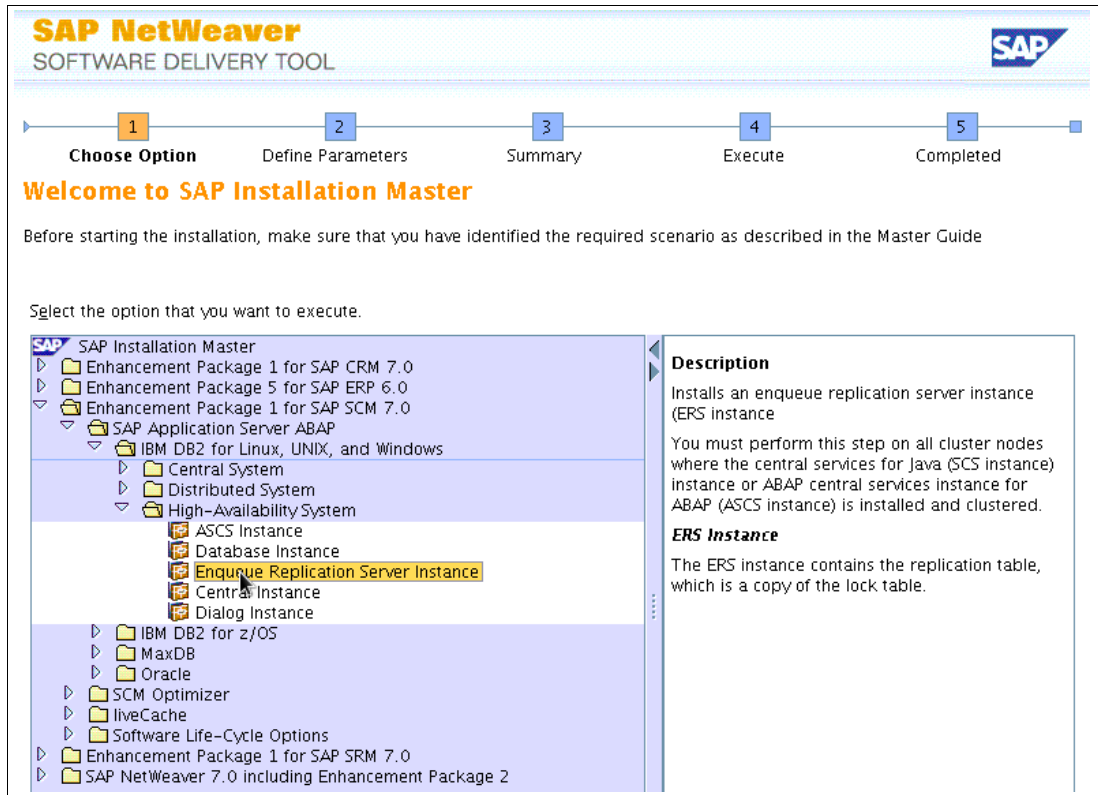 SAP NetWeaver
SOFTWARE DELIVERY TOOL
SAP
1 2 3 4 5
Choose Option Define Parameters Summary Execute Completed
Welcome to SAP Installation Master
Before starting the installation, make sure that you have identified the required scenario as described in the Master Guide
Select the option that you want to execute.
SAP SAP Installation Master
Enhancement Package 1 for SAP CRM 7.0
Enhancement Package 5 for SAP ERP 6.0
Enhancement Package 1 for SAP SCM 7.0
SAP Application Server ABAP
IBM DB2 for Linux, UNIX, and Windows
Central System
Distributed System
High-Availability System
ASCS Instance
Database Instance
Enqueue Replication Server Instance
Central Instance
Dialog Instance
IBM DB2 for z/OS
MaxDB
Oracle
SCM Optimizer
liveCache
Software Life-Cycle Options
Enhancement Package 1 for SAP SRM 7.0
SAP NetWeaver 7.0 including Enhancement Package 2
Description
Installs an enqueue replication server instance
(ERS instance
You must perform this step on all cluster nodes
where the central services for Java (SCS instance)
instance or ABAP central services instance for
ABAP (ASCS instance) is installed and clustered.
ERS Instance
The ERS instance contains the replication table,
which is a copy of the lock table.